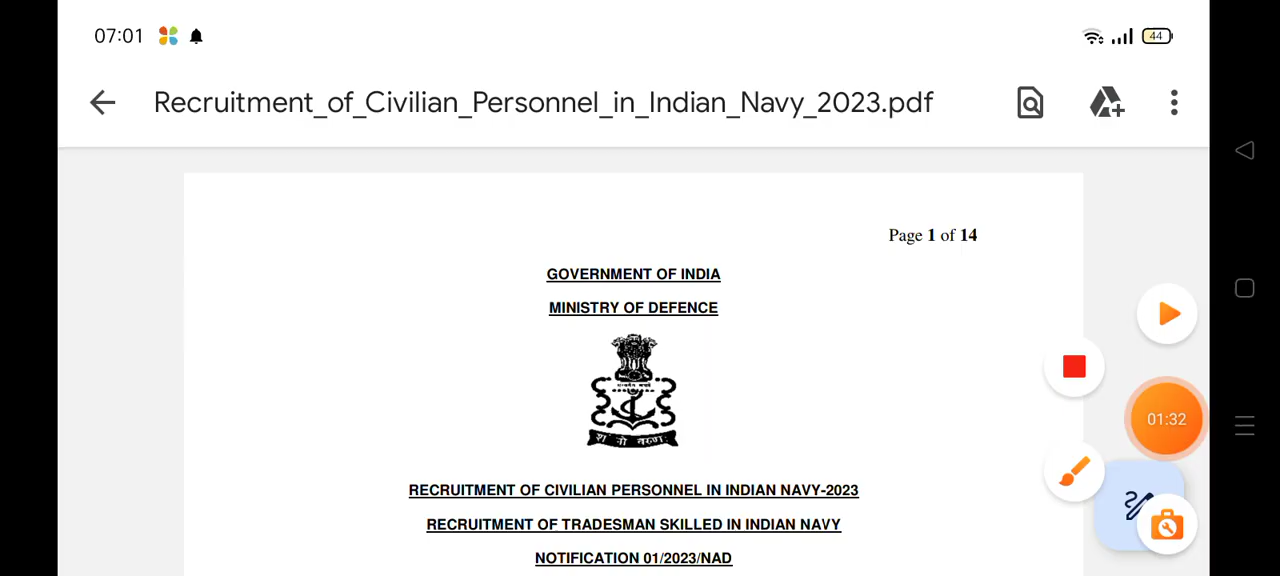 07:01
44
Recruitment_of_Civilian_Personnel_in_Indian_Navy_2023.pdf
Page 1 of 14
GOVERNMENT OF INDIA
MINISTRY OF DEFENCE
शं नो वरुणः
RECRUITMENT OF CIVILIAN PERSONNEL IN INDIAN NAVY-2023
RECRUITMENT OF TRADESMAN SKILLED IN INDIAN NAVY
NOTIFICATION 01/2023/NAD
01:32